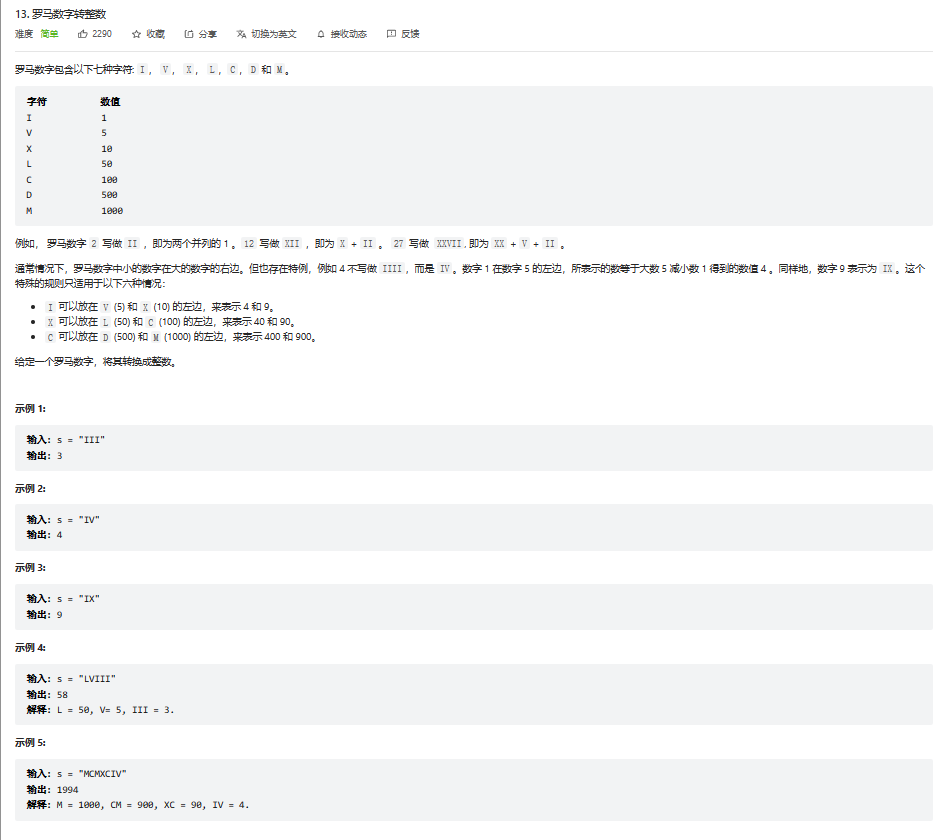 13. 罗马数字转整数
难度 简单 2290 收藏 分享 切换为英文 接收动态 反馈
罗马数字包含以下七种字符: I, V, X, L, C, D 和 M。
字符 数值
I 1
V 5
X 10
L 50
C 100
D 500
M 1000
例如, 罗马数字 2 写做 II ,即为两个并列的 1 。12 写做 XII ,即为 X + II 。 27 写做 XXVII, 即为 XX + V + II 。
通常情况下,罗马数字中小的数字在大的数字的右边。但也存在特例,例如 4 不写做 IIII,而是 IV。数字 1 在数字 5 的左边,所表示的数等于大数 5 减小数 1 得到的数值 4 。同样地,数字 9 表示为 IX。这个
特殊的规则只适用于以下六种情况:
• I 可以放在 V (5) 和 X (10) 的左边,来表示 4 和 9。
• X 可以放在 L (50) 和 C (100) 的左边,来表示 40 和 90。
• C 可以放在 D (500) 和 M (1000) 的左边,来表示 400 和 900。
给定一个罗马数字,将其转换成整数。
示例 1:
输入: s = "III"
输出: 3
示例 2:
输入: s = "IV"
输出: 4
示例 3:
输入: s = "IX"
输出: 9
示例 4:
输入: s = "LVIII"
输出: 58
解释: L = 50, V= 5, III = 3.
示例 5:
输入: s = "MCMXCIV"
输出: 1994
解释: M = 1000, CM = 900, XC = 90, IV = 4.